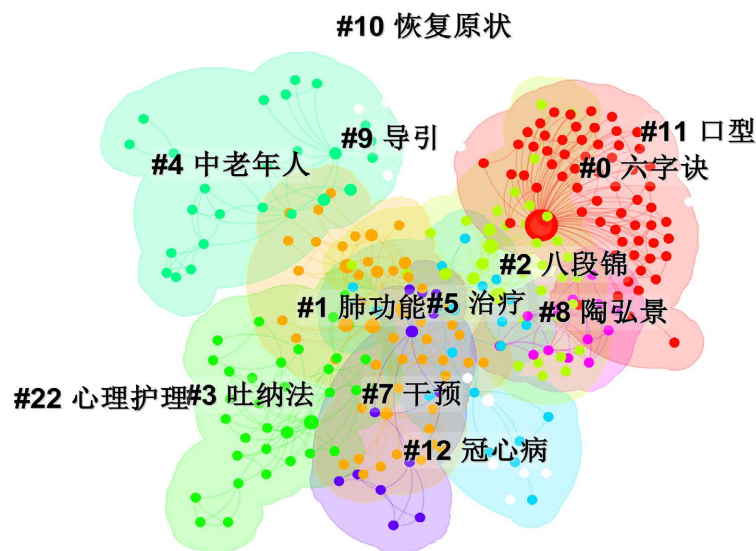 #10 恢复原状
#11 口型
#9 导引
#4 中老年人
#0 六字诀
#2 八段锦
#1 肺功能
#5 治疗
#8 陶弘景
#22 心理护理
#3 吐纳法
#7 干预
#12 冠心病